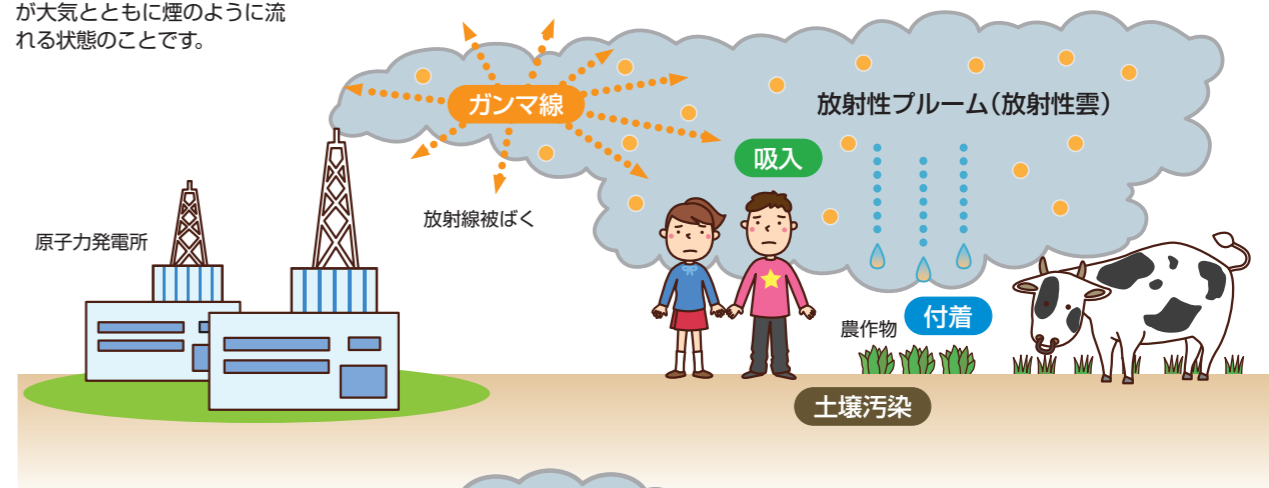 が大気とともに煙のように流
れる状態のことです。
ガンマ線
放射性プルーム(放射性雲)
吸入
放射線被ばく
原子力発電所
付着
農作物
土壌汚染